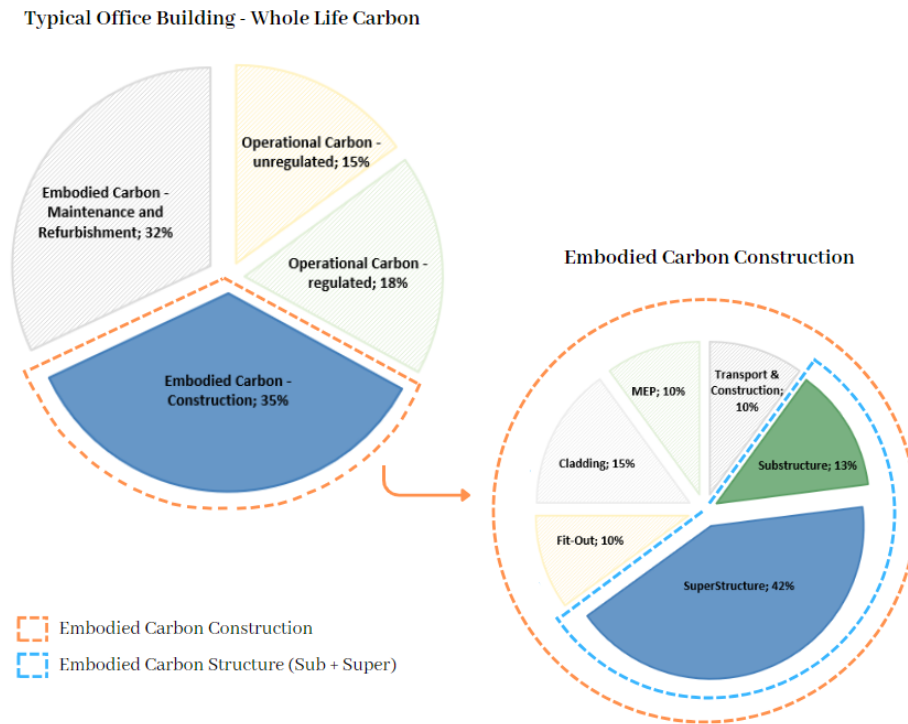 Typical Office Building - Whole Life Carbon
Operational Carbon -
unregulated; 15%
Embodied Carbon -
Maintenance and
Refurbishment; 32%
Operational Carbon -
regulated; 18%
Embodied Carbon -
Construction; 35%
Embodied Carbon Construction
MEP; 10%
Transport &
Construction;
10%
Cladding; 15%
Substructure; 13%
Fit-Out; 10%
SuperStructure; 42%
Embodied Carbon Construction
Embodied Carbon Structure (Sub + Super)